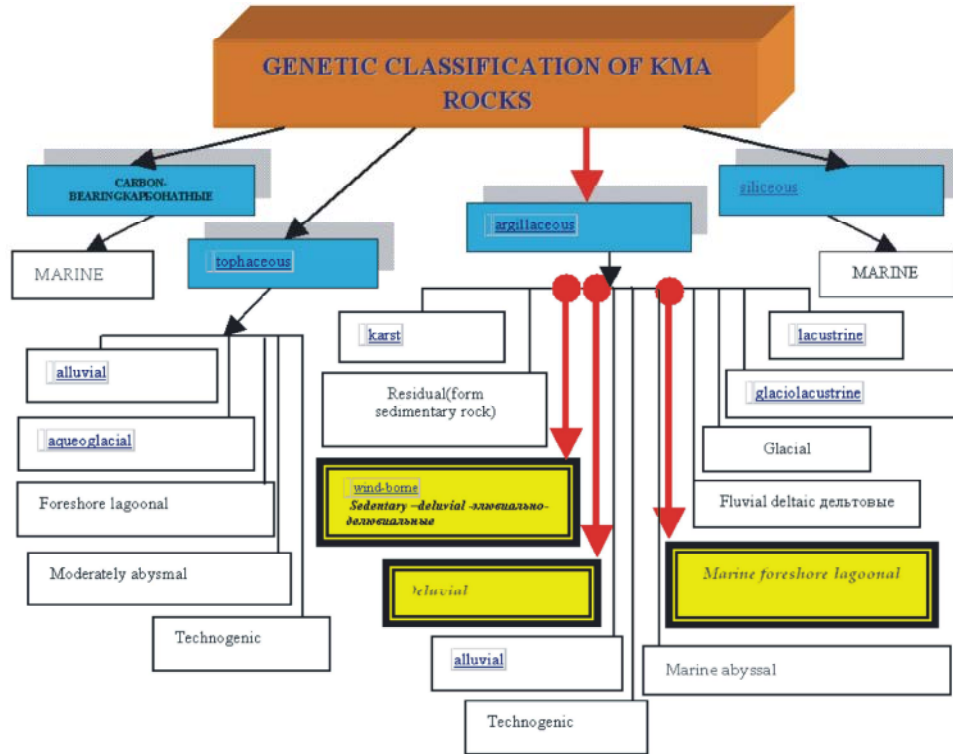 GENETIC CLASSIFICATION OF KMA
ROCKS
CARBON-
BEARINGКАРБОНАТНЫЕ
siliceous
argillaceous
tophaceous
MARINE
MARINE
karst
lacustrine
alluvial
Residual(form
sedimentary rock)
glaciolacustrine
aqueoglacial
Glacial
wind-borne
Sedentary –deluvial -элювиально-
делювиальные
Foreshore lagoonal
Fluvial deltaic дельтовые
Moderately abysmal
Deluvial
Marine foreshore lagoonal
Technogenic
alluvial
Marine abyssal
Technogenic